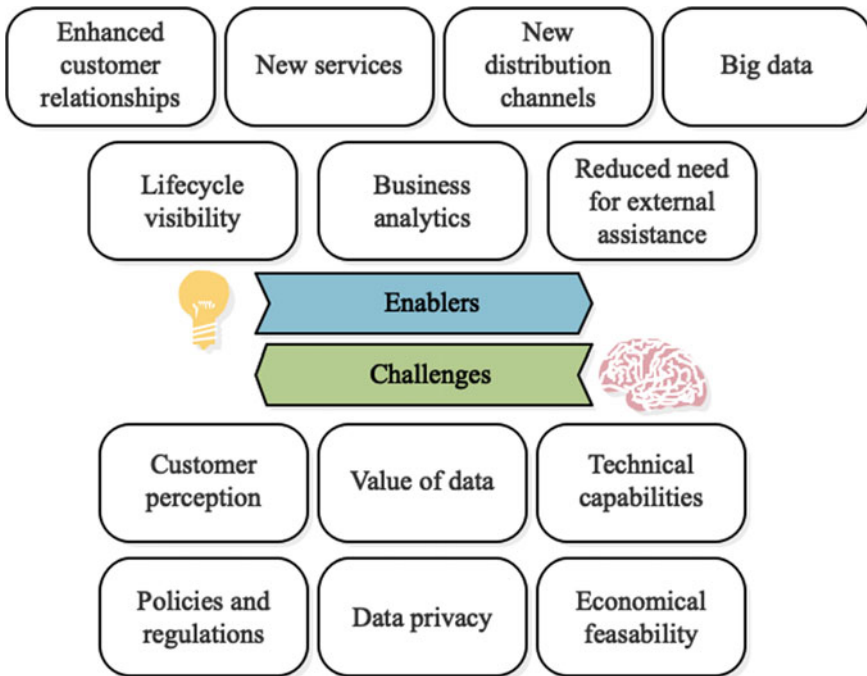 Enhanced
customer
relationships
New services
New
distribution
channels
Big data
Lifecycle
visibility
Business
analytics
Reduced need
for external
assistance
Enablers
Challenges
Customer
perception
Value of data
Technical
capabilities
Policies and
regulations
Data privacy
Economical
feasability